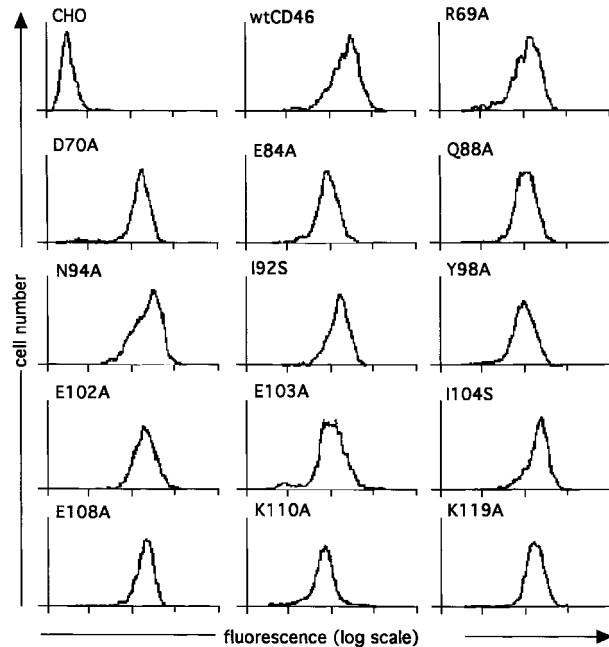 CHO
wtCD46
R69A
D70A
E84A
Q88A
N94A
I92S
Y98A
E102A
E103A
I104S
E108A
K110A
K119A
cell number
fluorescence (log scale)